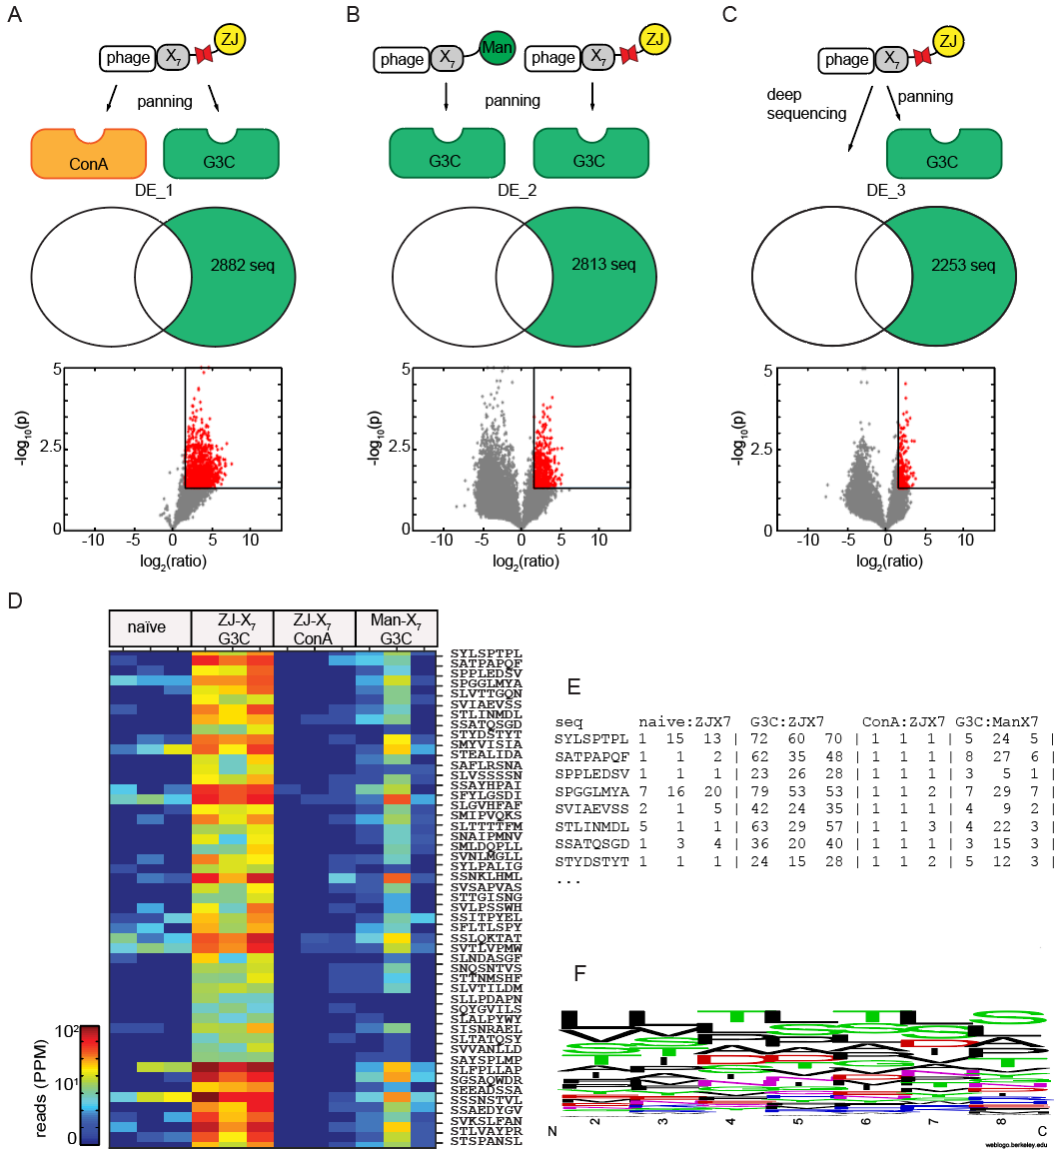 A
B
C
phage X7 ZJ
phage X7 Man
phage X7 ZJ
phage X7 ZJ
panning
panning
deep sequencing
panning
ConA
G3C
G3C
G3C
G3C
DE_1
DE_2
DE_3
2882 seq
2813 seq
2253 seq
5
2.5
0
-log10(p)
-10 -5 0 5 10
log2(ratio)
5
2.5
0
-log10(p)
-10 -5 0 5 10
log2(ratio)
5
2.5
0
-log10(p)
-10 -5 0 5 10
log2(ratio)
D
naïve
ZJ-X7 G3C
ZJ-X7 ConA
Man-X7 G3C
SYLSPTPL
SATPAPQF
SPPLEDSV
SPGGLMYA
SLVTTGQN
SVIAEVSS
STLINMDL
SSATQSGD
STYDSTYT
SMYVISIA
STEALIDA
SAFLRSNA
SLVSSSSN
SSAYHPAI
SFYLGSDI
SLGVHFAF
SMIPVQKS
SLTTTTFM
SNAIPMNV
SMLDQPLL
SVNLMGLL
SYLPALIG
SSNKLHML
SVSAPVAS
STTGISNG
SVLPSSWH
SSITPYEL
SFLTLSPY
SSLQKTAT
SVTLVPMW
SLNDASGF
SNQSNTVS
STTNMSHF
SLVTILDM
SLLPDAPN
SQYGVILS
SLALPYWY
SISNRAEL
SLTATQSY
SVVANLLD
SAYSPLMP
SLFPLLAP
SGSAQWDR
SEEADSSA
SSSNSTVL
SSAEDYGV
SVKSLFAN
STLVAYPR
STSPANSL
10²
10¹
0
reads (PPM)
E
seq naive:ZJX7 G3C:ZJX7 ConA:ZJX7 G3C:ManX7
SYLSPTPL 1 15 13 | 72 60 70 | 1 1 1 | 5 24 5 |
SATPAPQF 1 1 2 | 62 35 48 | 1 1 1 | 8 27 6 |
SPPLEDSV 1 1 1 | 23 26 28 | 1 1 1 | 3 5 1 |
SPGGLMYA 7 16 20 | 79 53 53 | 1 1 2 | 7 29 7 |
SVIAEVSS 2 1 5 | 42 24 35 | 1 1 1 | 4 9 2 |
STLINMDL 5 1 1 | 63 29 57 | 1 1 3 | 4 22 3 |
SSATQSGD 1 3 4 | 36 20 40 | 1 1 1 | 3 15 3 |
STYDSTYT 1 1 1 | 24 15 28 | 1 1 2 | 5 12 3 |
...
F
N 2 3 4 5 6 7 8 C
weblogo.berkeley.edu